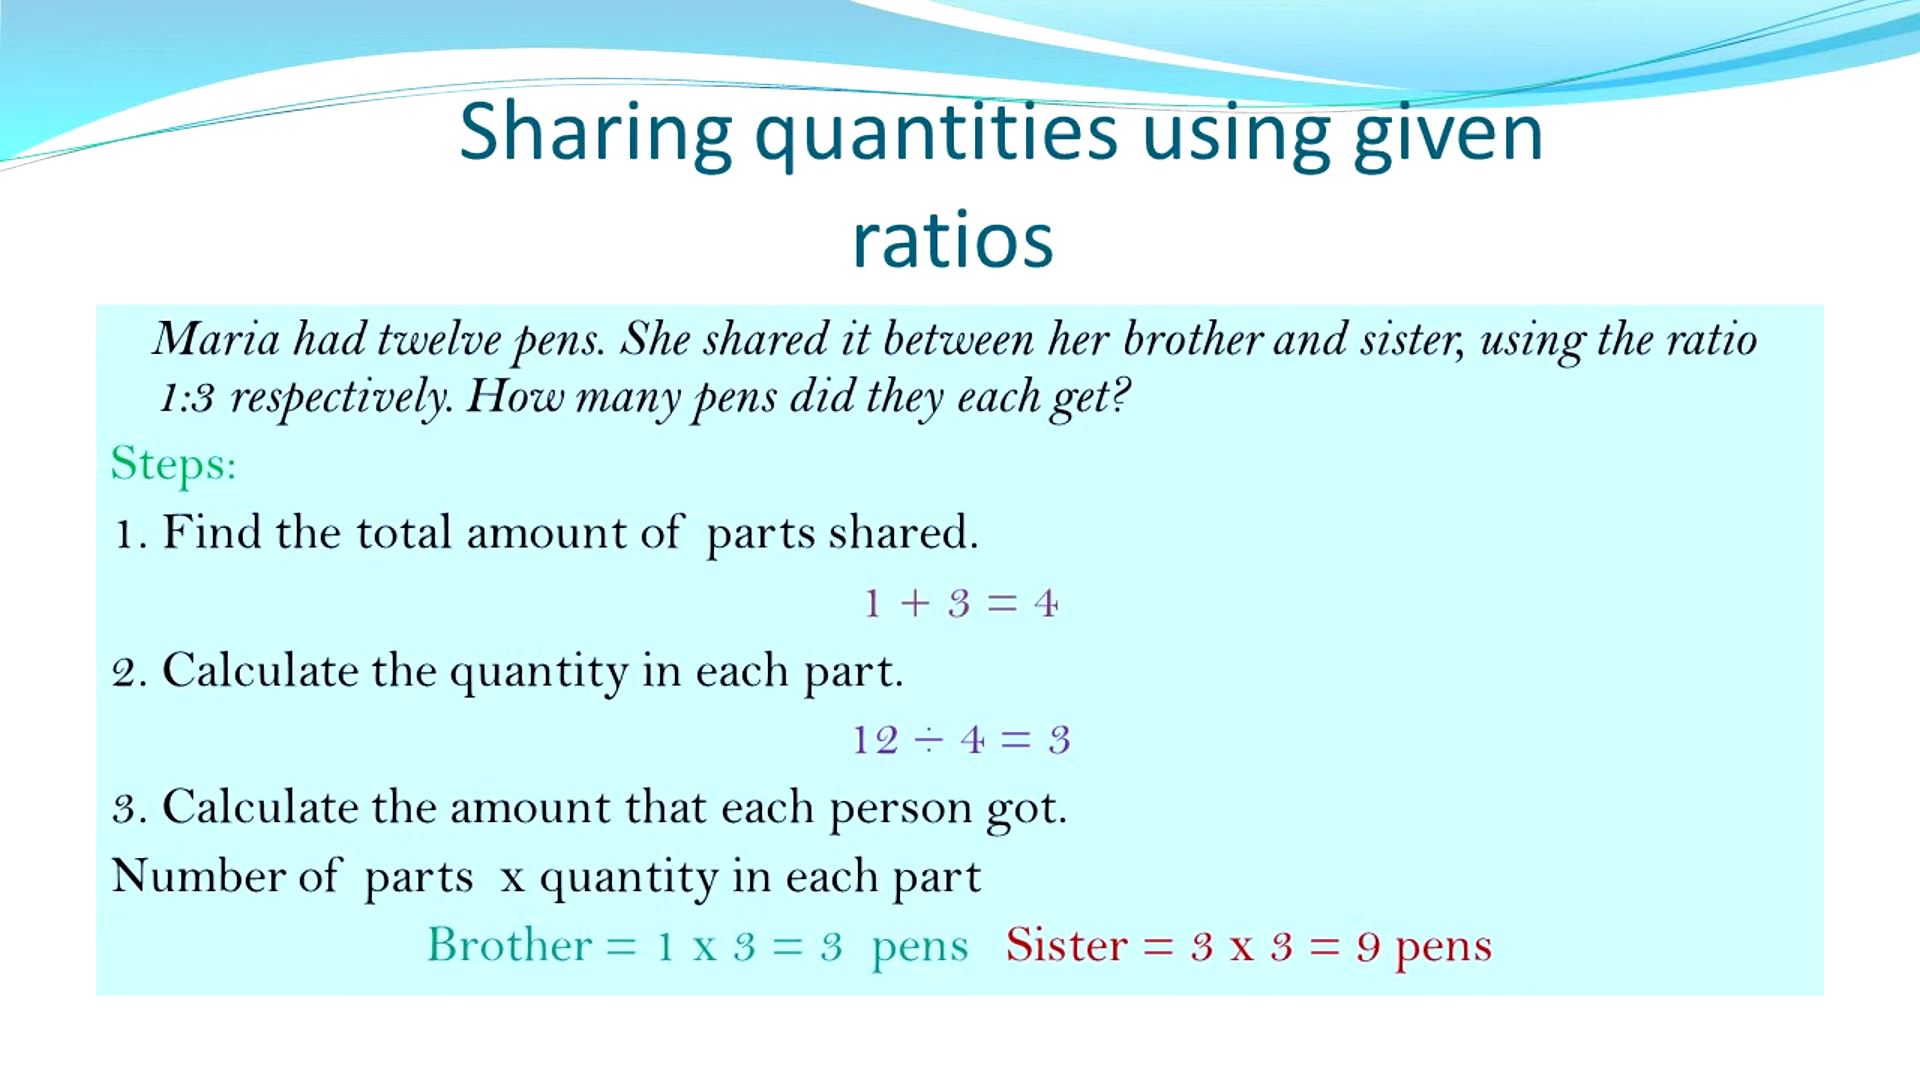 Sharing quantities using given
ratios
Maria had twelve pens. She shared it between her brother and sister, using the ratio
1:3 respectively. How many pens did they each get?
Steps:
1. Find the total amount of parts shared.
1 + 3 = 4
2. Calculate the quantity in each part.
12 ÷ 4 = 3
3. Calculate the amount that each person got.
Number of parts x quantity in each part
Brother = 1 x 3 = 3 pens Sister = 3 x 3 = 9 pens